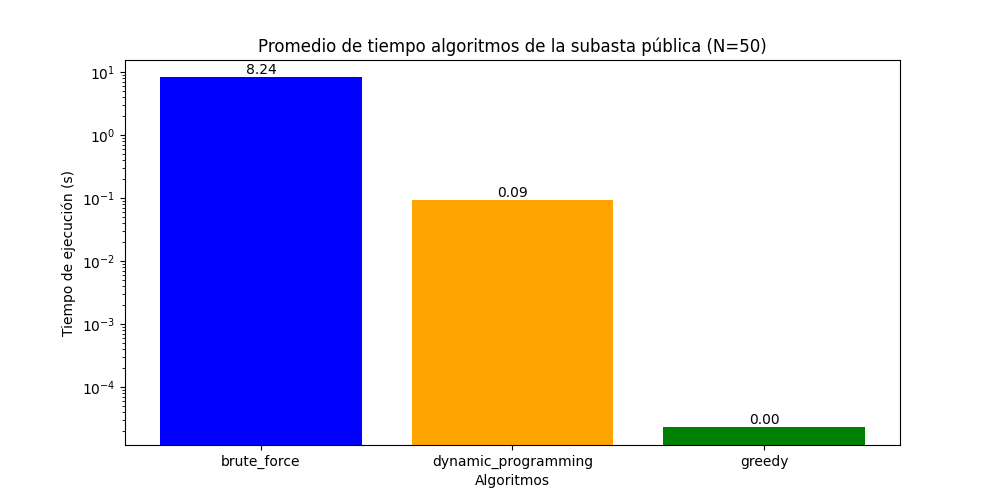 Promedio de tiempo algoritmos de la subasta pública (N=50)
Tiempo de ejecución (s)
10¹
10⁰
10⁻¹
10⁻²
10⁻³
10⁻⁴
8.24
0.09
0.00
brute_force
dynamic_programming
greedy
Algoritmos